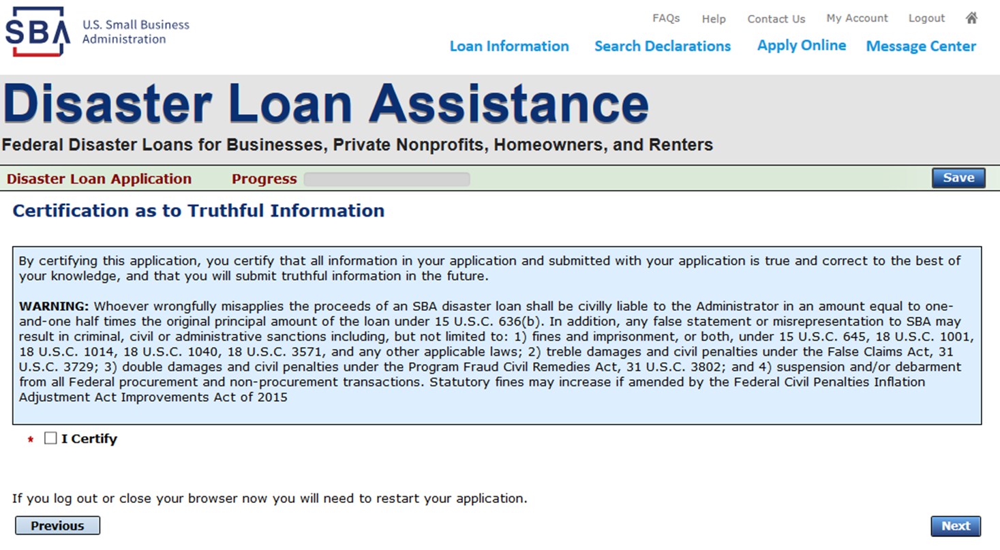 SBA U.S. Small Business
Administration
FAQs Help Contact Us My Account Logout
Loan Information Search Declarations Apply Online Message Center
Disaster Loan Assistance
Federal Disaster Loans for Businesses, Private Nonprofits, Homeowners, and Renters
Disaster Loan Application Progress Save
Certification as to Truthful Information
By certifying this application, you certify that all information in your application and submitted with your application is true and correct to the best of
your knowledge, and that you will submit truthful information in the future.
WARNING: Whoever wrongfully misapplies the proceeds of an SBA disaster loan shall be civilly liable to the Administrator in an amount equal to one-
and-one half times the original principal amount of the loan under 15 U.S.C. 636(b). In addition, any false statement or misrepresentation to SBA may
result in criminal, civil or administrative sanctions including, but not limited to: 1) fines and imprisonment, or both, under 15 U.S.C. 645, 18 U.S.C. 1001,
18 U.S.C. 1014, 18 U.S.C. 1040, 18 U.S.C. 3571, and any other applicable laws; 2) treble damages and civil penalties under the False Claims Act, 31
U.S.C. 3729; 3) double damages and civil penalties under the Program Fraud Civil Remedies Act, 31 U.S.C. 3802; and 4) suspension and/or debarment
from all Federal procurement and non-procurement transactions. Statutory fines may increase if amended by the Federal Civil Penalties Inflation
Adjustment Act Improvements Act of 2015
* I Certify
If you log out or close your browser now you will need to restart your application.
Previous Next